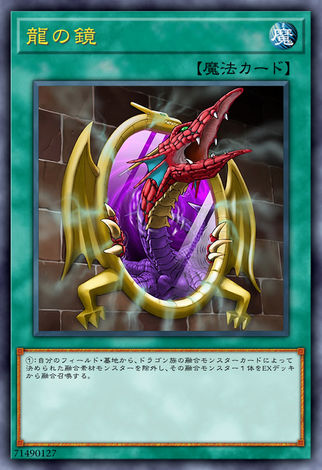 龍の鏡
魔
【魔法カード】
①:自分のフィールド・墓地から、ドラゴン族の融合モンスターカードによって
決められた融合素材モンスターを除外し、その融合モンスター1体をEXデッキ
から融合召喚する。
71490127